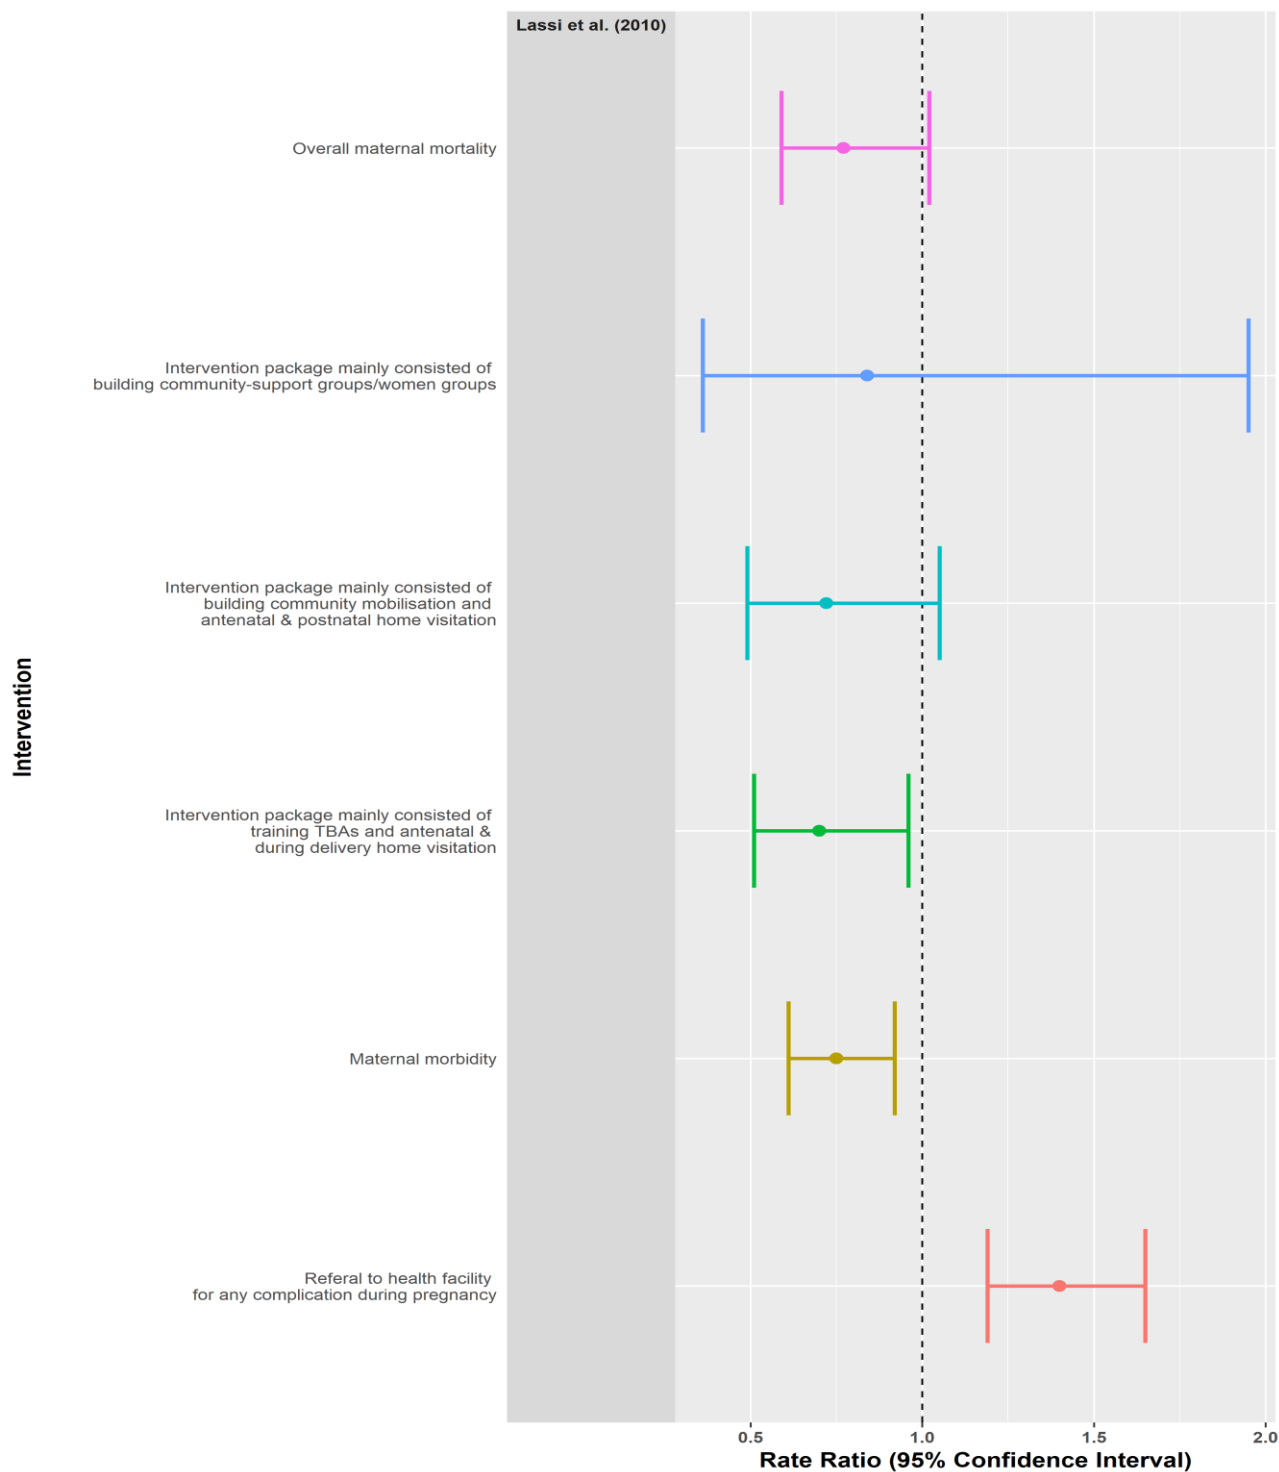 Lassi et al. (2010)
Overall maternal mortality
Intervention package mainly consisted of
building community-support groups/women groups
Intervention package mainly consisted of
building community mobilisation and
antenatal & postnatal home visitation
Intervention
Intervention package mainly consisted of
training TBAs and antenatal &
during delivery home visitation
Maternal morbidity
Referal to health facility
for any complication during pregnancy
0.5 1.0 1.5 2.0
Rate Ratio (95% Confidence Interval)